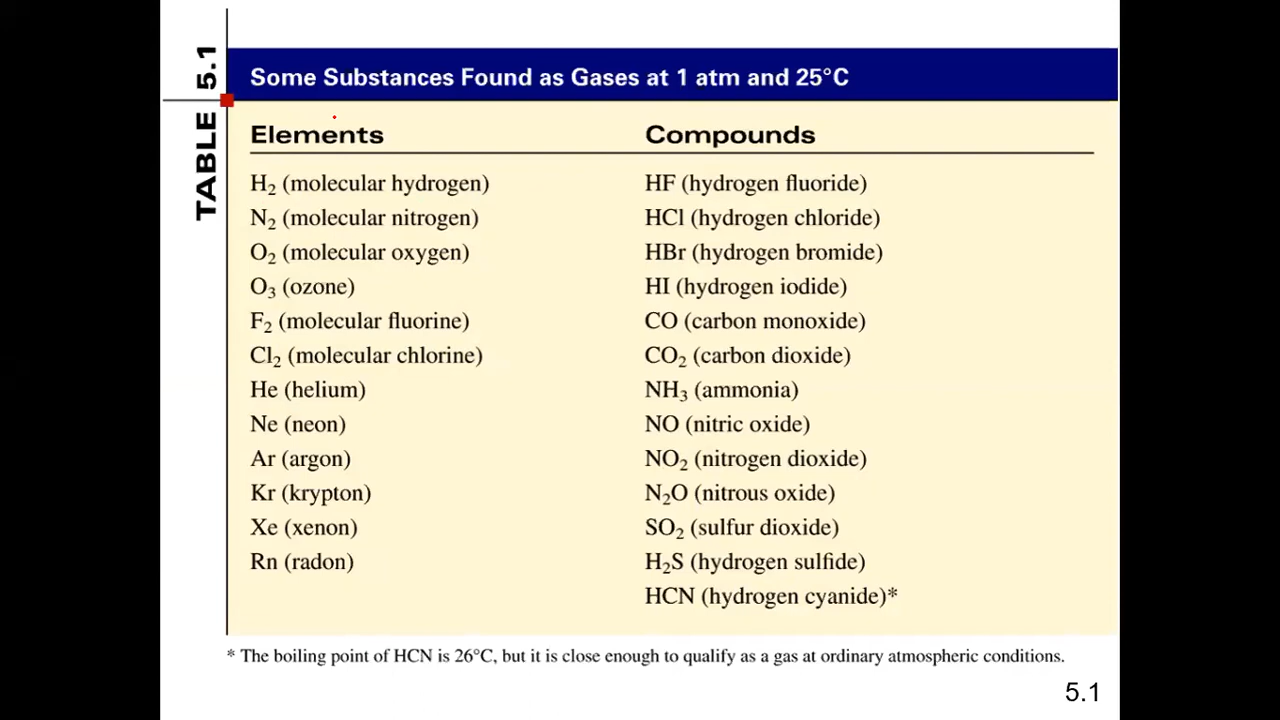 TABLE 5.1
Some Substances Found as Gases at 1 atm and 25°C
Elements Compounds
H₂ (molecular hydrogen) HF (hydrogen fluoride)
N₂ (molecular nitrogen) HCl (hydrogen chloride)
O₂ (molecular oxygen) HBr (hydrogen bromide)
O₃ (ozone) HI (hydrogen iodide)
F₂ (molecular fluorine) CO (carbon monoxide)
Cl₂ (molecular chlorine) CO₂ (carbon dioxide)
He (helium) NH₃ (ammonia)
Ne (neon) NO (nitric oxide)
Ar (argon) NO₂ (nitrogen dioxide)
Kr (krypton) N₂O (nitrous oxide)
Xe (xenon) SO₂ (sulfur dioxide)
Rn (radon) H₂S (hydrogen sulfide)
HCN (hydrogen cyanide)*
* The boiling point of HCN is 26°C, but it is close enough to qualify as a gas at ordinary atmospheric conditions.
5.1